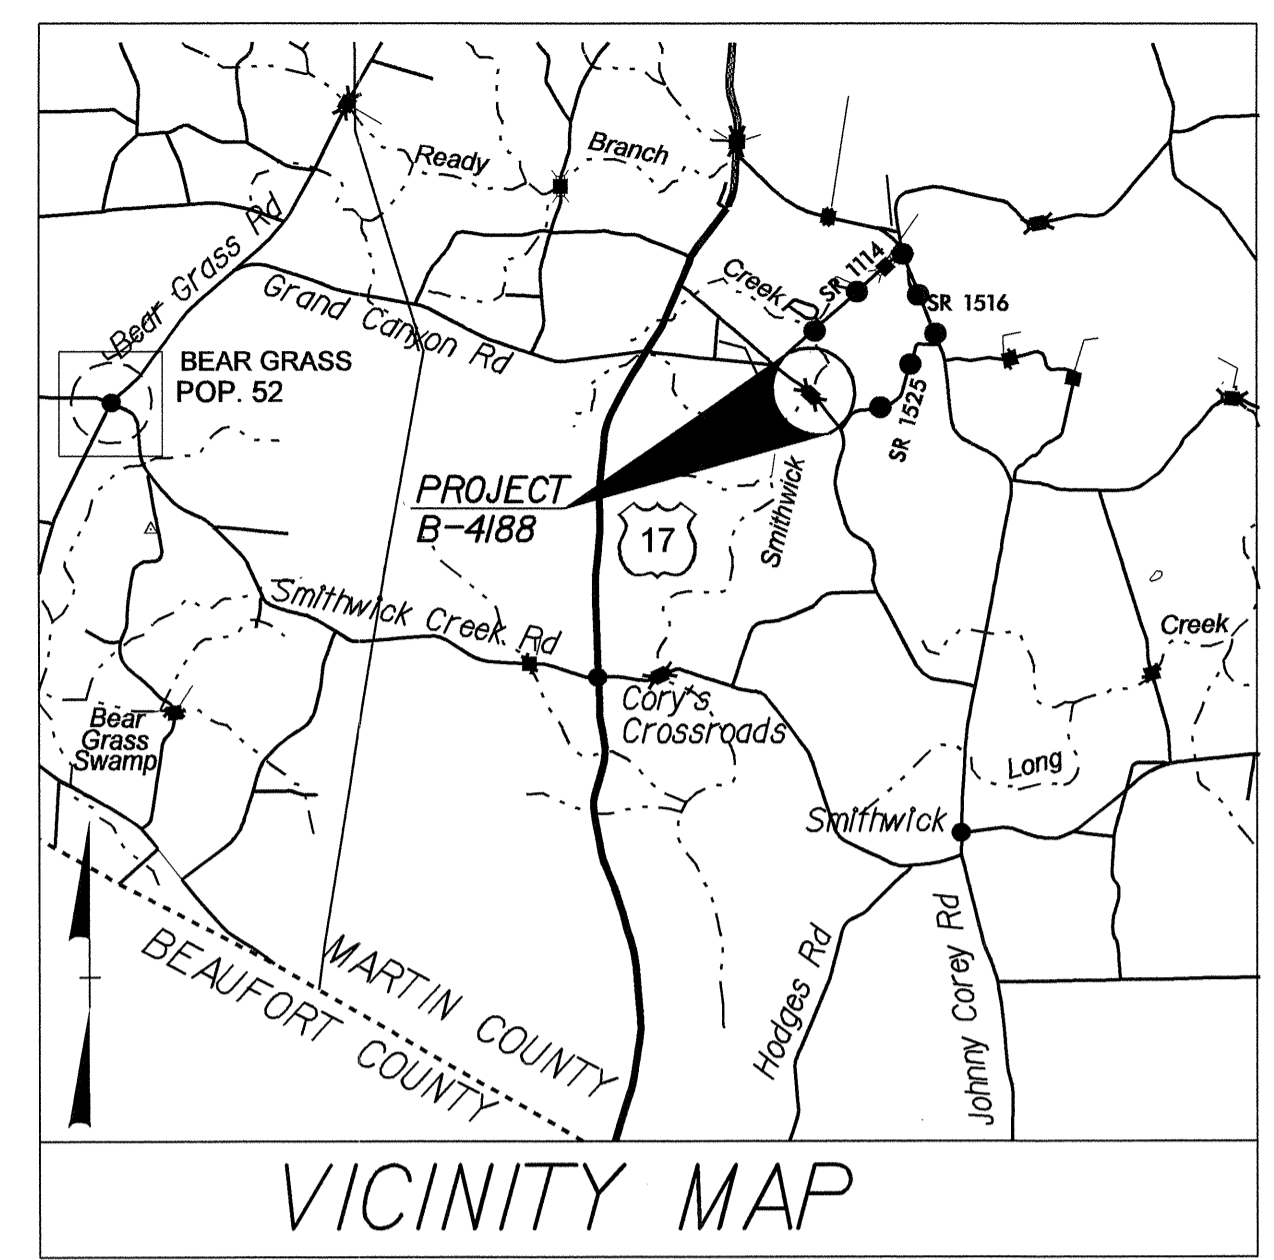 Ready
Branch
Bear Grass Rd
Creek
SR 1114
SR 1516
Grand Canyon Rd
BEAR GRASS
POP. 52
SR 1525
PROJECT
B-4188
17
Smithwick
Smithwick Creek Rd
Creek
Cory's
Crossroads
Bear
Grass
Swamp
Long
Smithwick
MARTIN COUNTY
BEAUFORT COUNTY
Hodges Rd
Johnny Corey Rd
VICINITY MAP